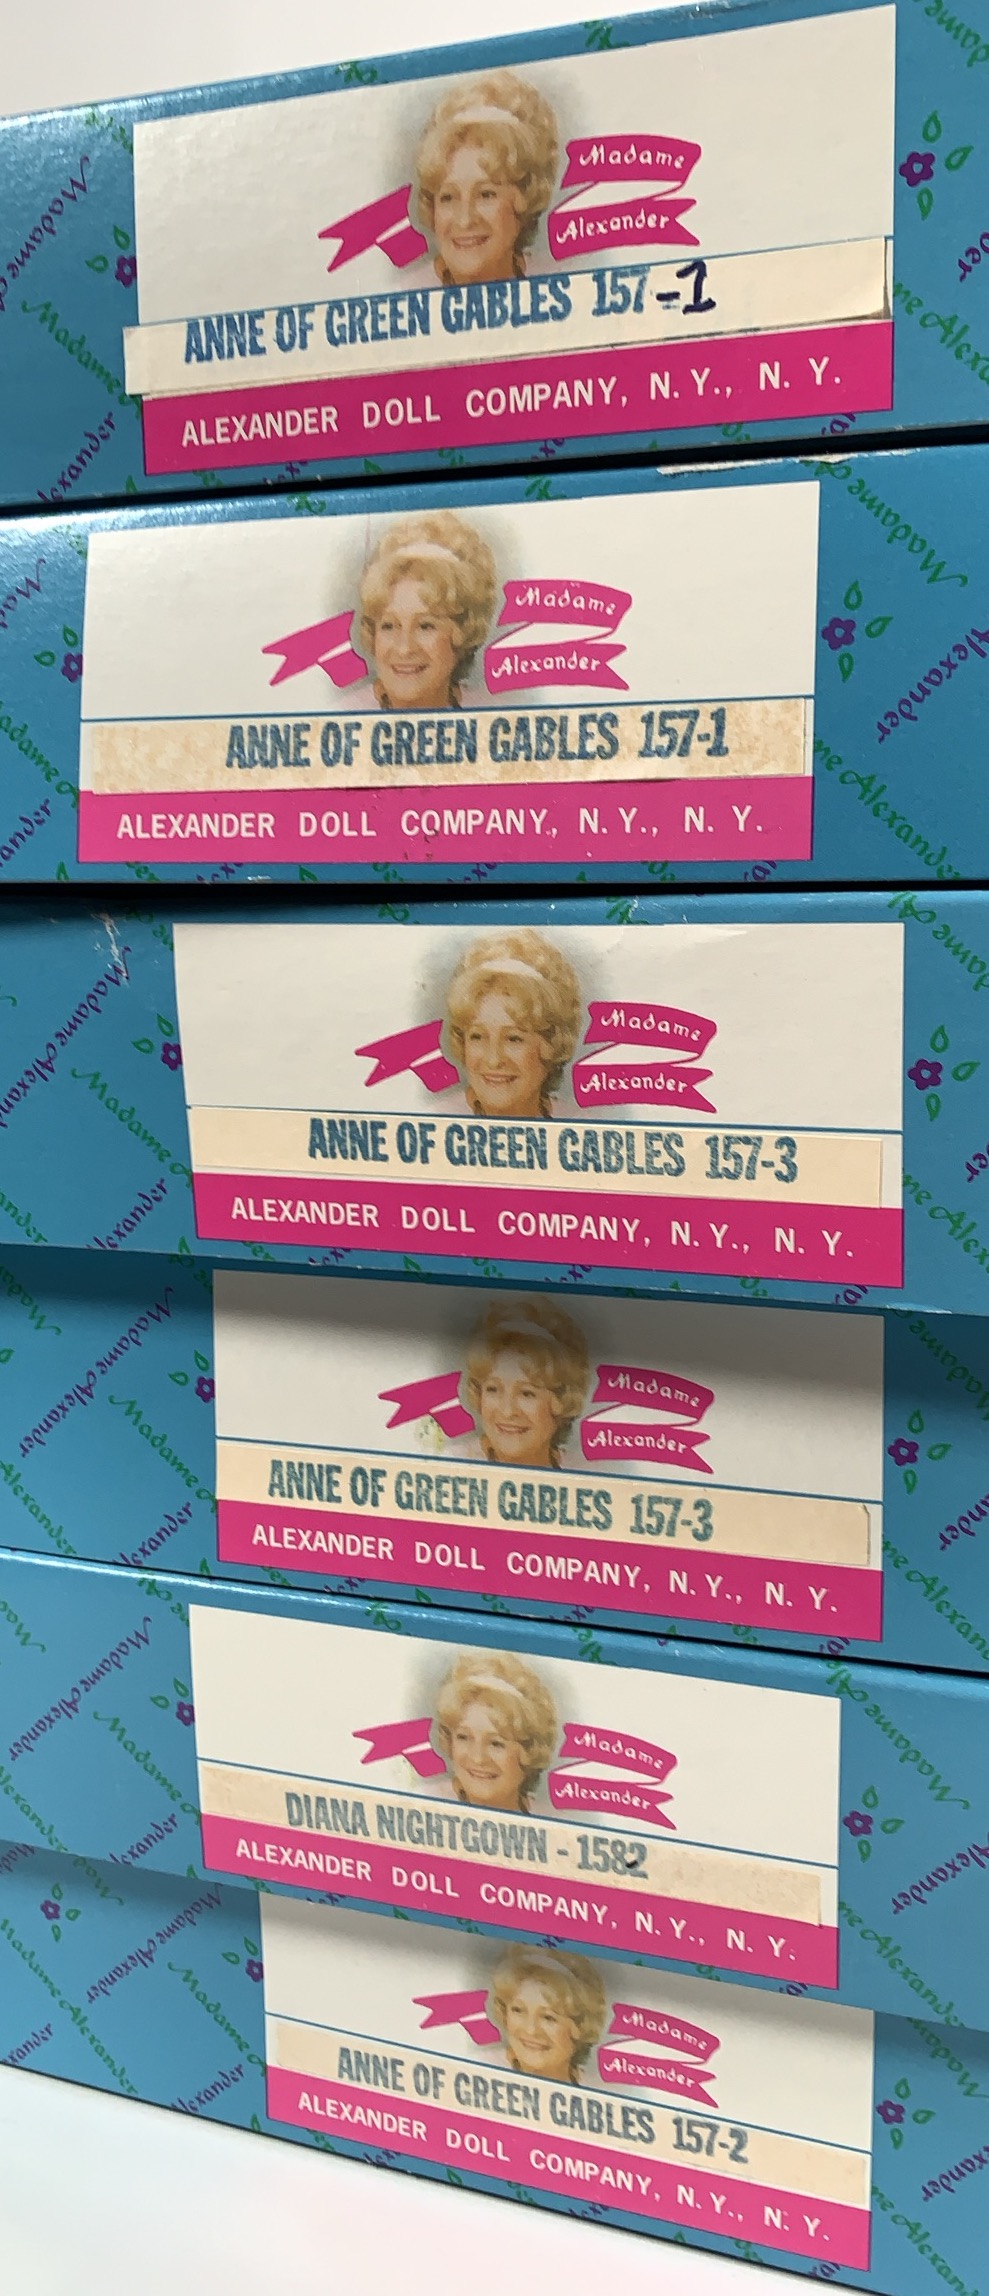 Madame
Alexander
ANNE OF GREEN GABLES 157-1
ALEXANDER DOLL COMPANY, N.Y., N.Y.
Madame
Alexander
ANNE OF GREEN GABLES 157-1
ALEXANDER DOLL COMPANY, N.Y., N.Y.
Madame
Alexander
ANNE OF GREEN GABLES 157-3
ALEXANDER DOLL COMPANY, N.Y., N.Y.
Madame
Alexander
ANNE OF GREEN GABLES 157-3
ALEXANDER DOLL COMPANY, N.Y., N.Y.
Madame
Alexander
DIANA NIGHTGOWN - 1582
ALEXANDER DOLL COMPANY, N.Y., N.Y.
Madame
Alexander
ANNE OF GREEN GABLES 157-2
ALEXANDER DOLL COMPANY, N.Y., N.Y.